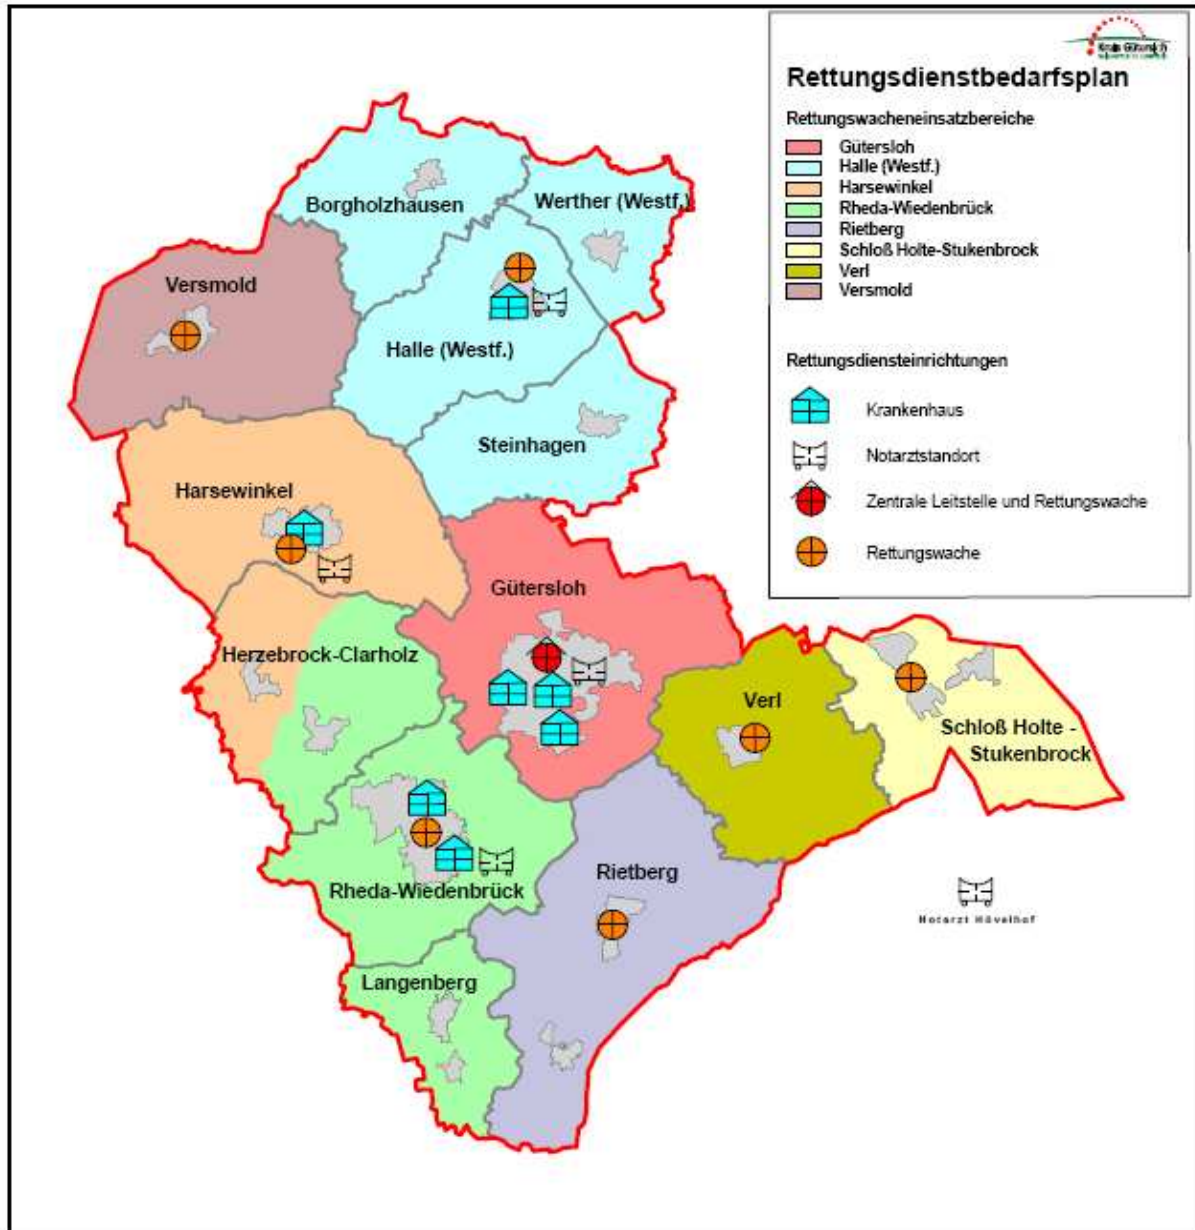 Kreis Gütersloh
Rettungsdienstbedarfsplan
Rettungswacheneinsatzbereiche
Gütersloh
Halle (Westf.)
Harsewinkel
Rheda-Wiedenbrück
Rietberg
Schloß Holte-Stukenbrock
Verl
Versmold
Rettungsdiensteinrichtungen
Krankenhaus
Notarztstandort
Zentrale Leitstelle und Rettungswache
Rettungswache
Borgholzhausen
Werther (Westf.)
Versmold
Halle (Westf.)
Steinhagen
Harsewinkel
Gütersloh
Herzebrock-Clarholz
Verl
Schloß Holte -
Stukenbrock
Rietberg
Rheda-Wiedenbrück
Notarzt Hövelhof
Langenberg